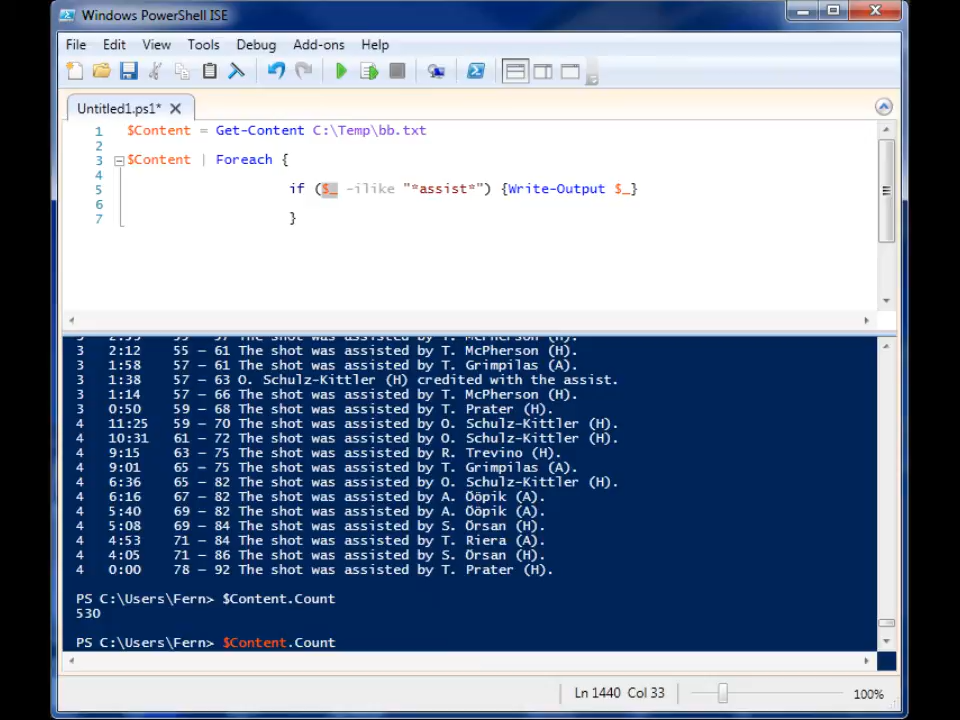 Windows PowerShell ISE
File Edit View Tools Debug Add-ons Help
Untitled1.ps1*
1 $Content = Get-Content C:\Temp\bb.txt
2
3 $Content | Foreach {
4
5 if ($_ -ilike "*assist*") {Write-Output $_}
6
7 }
3 2:12 55 – 61 The shot was assisted by T. McPherson (H).
3 1:58 57 – 61 The shot was assisted by T. Grimpilas (A).
3 1:38 57 – 63 O. Schulz-Kittler (H) credited with the assist.
3 1:14 57 – 66 The shot was assisted by T. McPherson (H).
3 0:50 59 – 68 The shot was assisted by T. Prater (H).
4 11:25 59 – 70 The shot was assisted by O. Schulz-Kittler (H).
4 10:31 61 – 72 The shot was assisted by O. Schulz-Kittler (H).
4 9:15 63 – 75 The shot was assisted by R. Trevino (H).
4 9:01 65 – 75 The shot was assisted by T. Grimpilas (A).
4 6:36 65 – 82 The shot was assisted by O. Schulz-Kittler (H).
4 6:16 67 – 82 The shot was assisted by A. Ööpik (A).
4 5:40 69 – 82 The shot was assisted by A. Ööpik (A).
4 5:08 69 – 84 The shot was assisted by S. Örsan (H).
4 4:53 71 – 84 The shot was assisted by T. Riera (A).
4 4:05 71 – 86 The shot was assisted by S. Örsan (H).
4 0:00 78 – 92 The shot was assisted by T. Prater (H).
PS C:\Users\Fern> $Content.Count
530
PS C:\Users\Fern> $Content.Count
Ln 1440 Col 33 100%